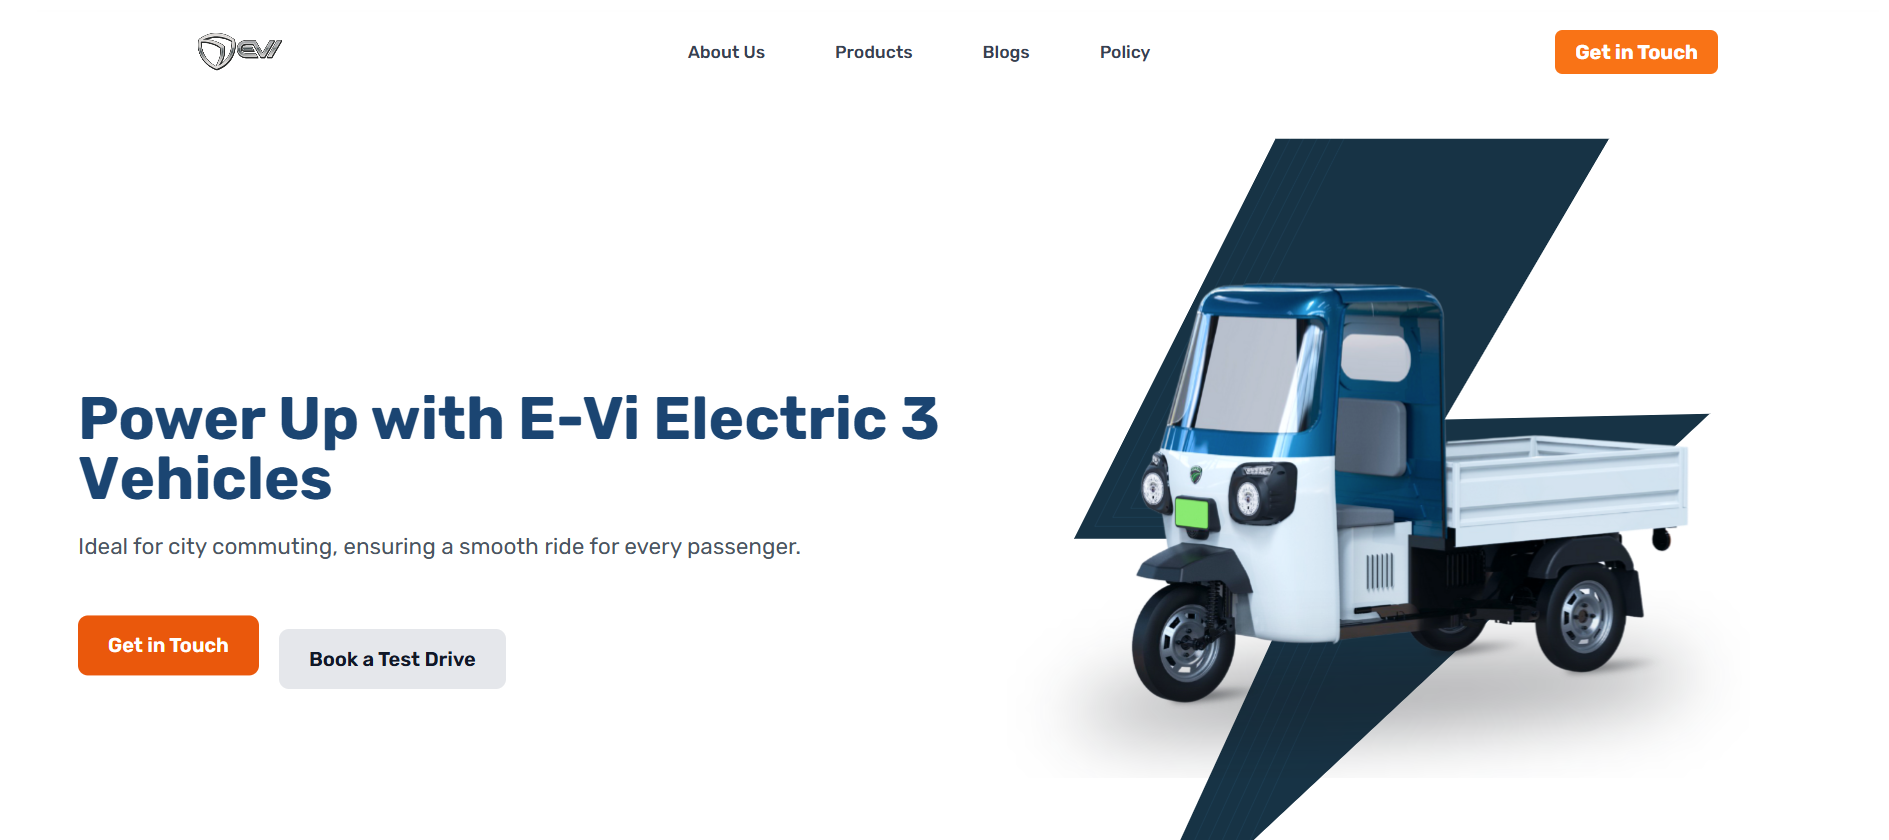 EVI
About Us
Products
Blogs
Policy
Get in Touch
Power Up with E-Vi Electric 3
Vehicles
Ideal for city commuting, ensuring a smooth ride for every passenger.
Get in Touch
Book a Test Drive